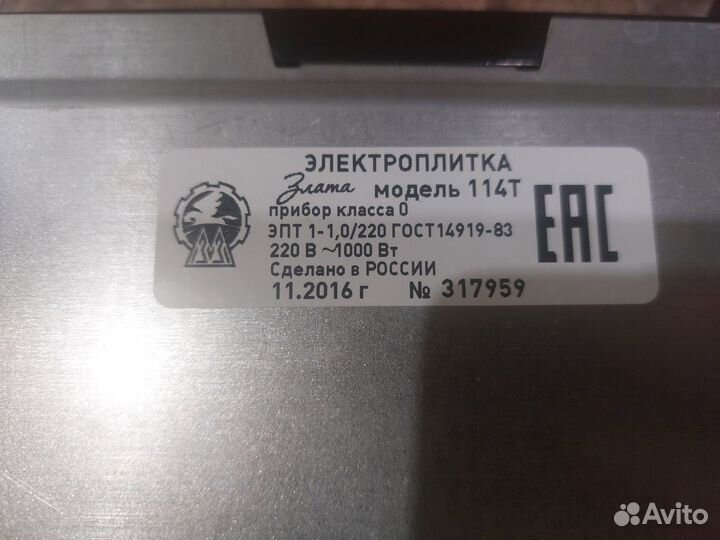 ЭЛЕКТРОПЛИТКА
Злата модель 114Т
прибор класса 0
ЭПТ 1-1,0/220 ГОСТ14919-83
220 В ~1000 Вт
Сделано в РОССИИ
11.2016 г № 317959
EAC
Avito